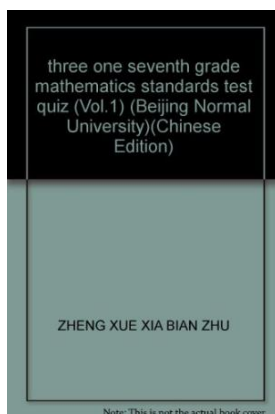 three one seventh grade
mathematics standards test
quiz (Vol.1) (Beijing Normal
University)(Chinese
Edition)
ZHENG XUE XIA BIAN ZHU
Note: This is not the actual book cover